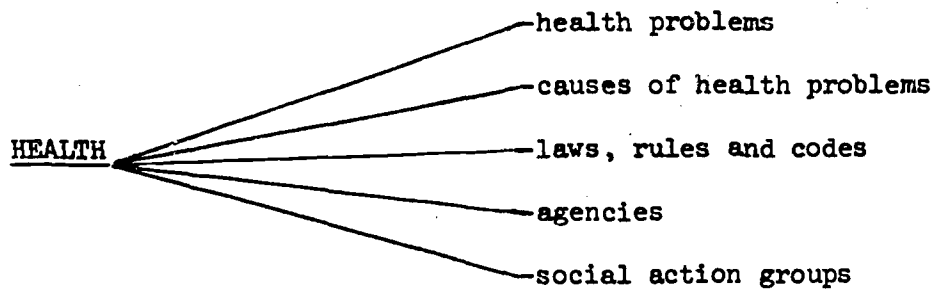 health problems
causes of health problems
HEALTH
laws, rules and codes
agencies
social action groups